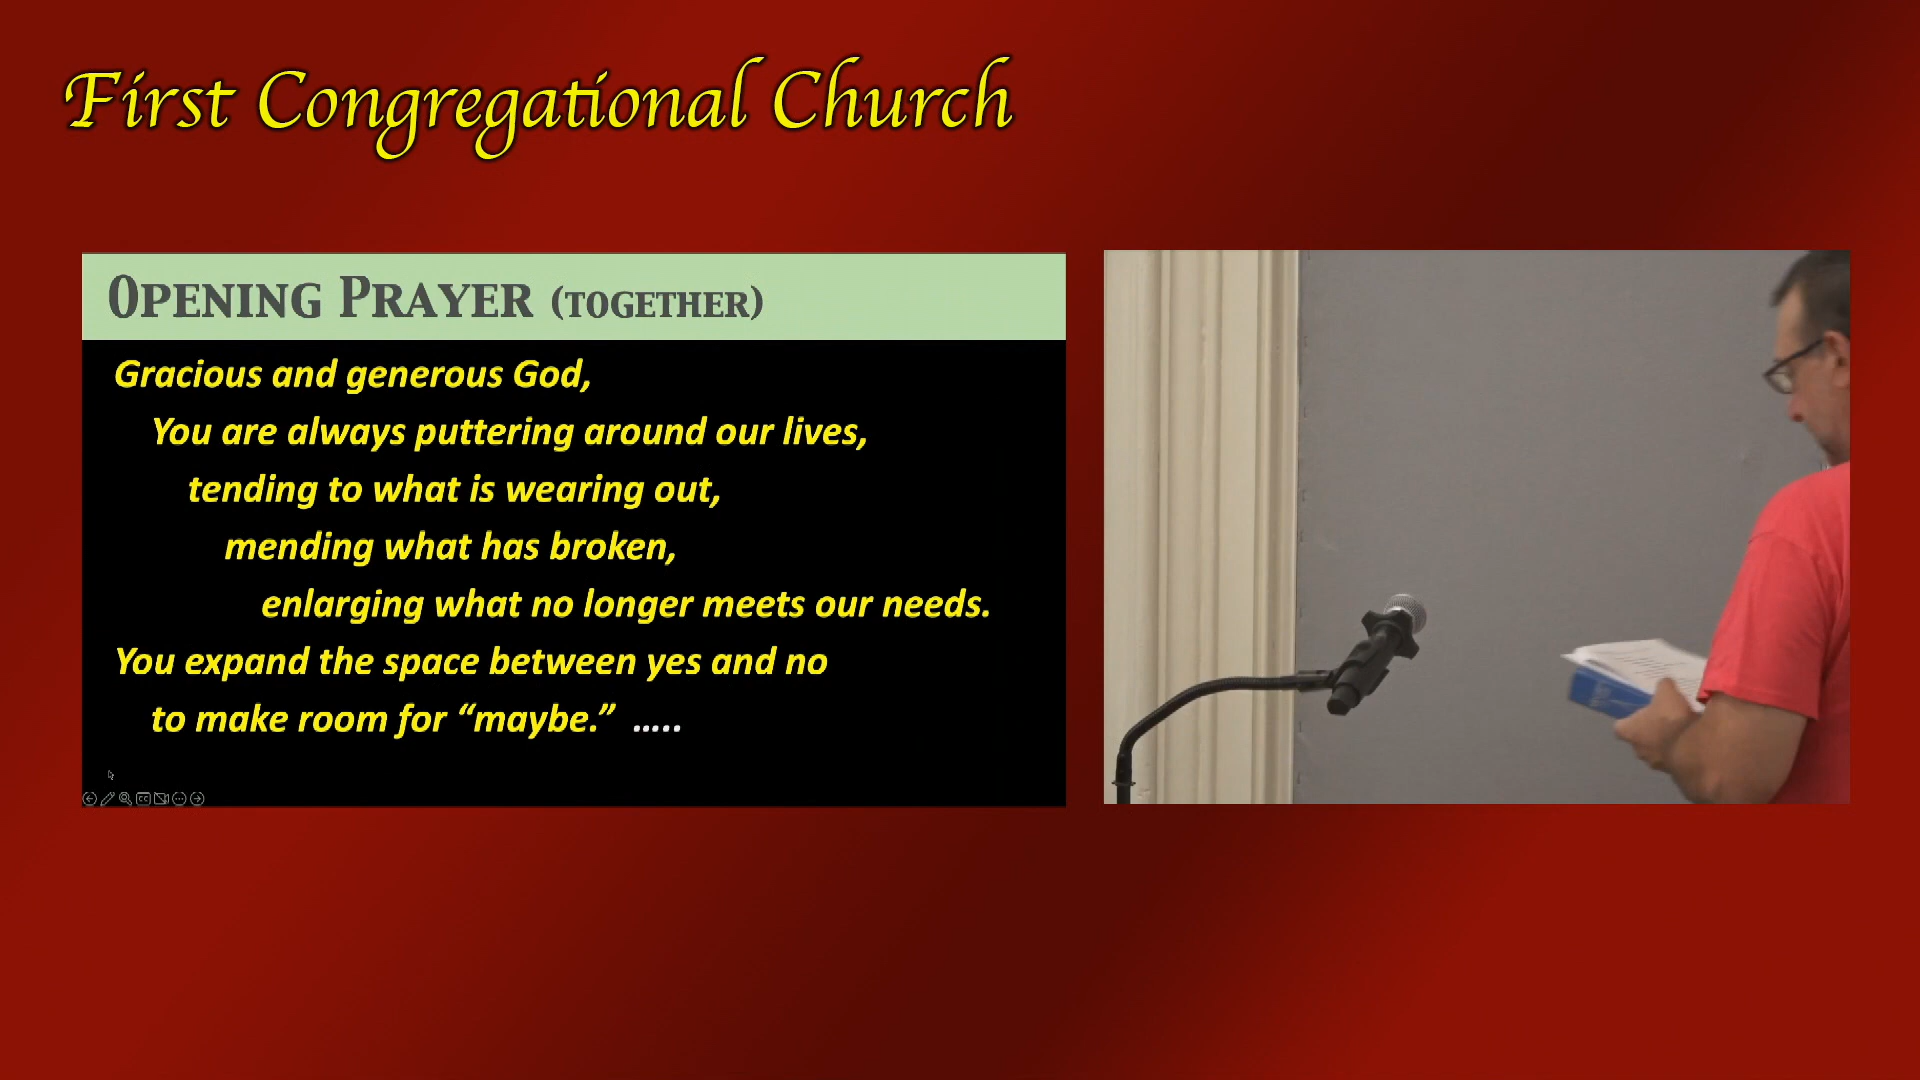 First Congregational Church
OPENING PRAYER (TOGETHER)
Gracious and generous God,
You are always puttering around our lives,
tending to what is wearing out,
mending what has broken,
enlarging what no longer meets our needs.
You expand the space between yes and no
to make room for “maybe.” .....